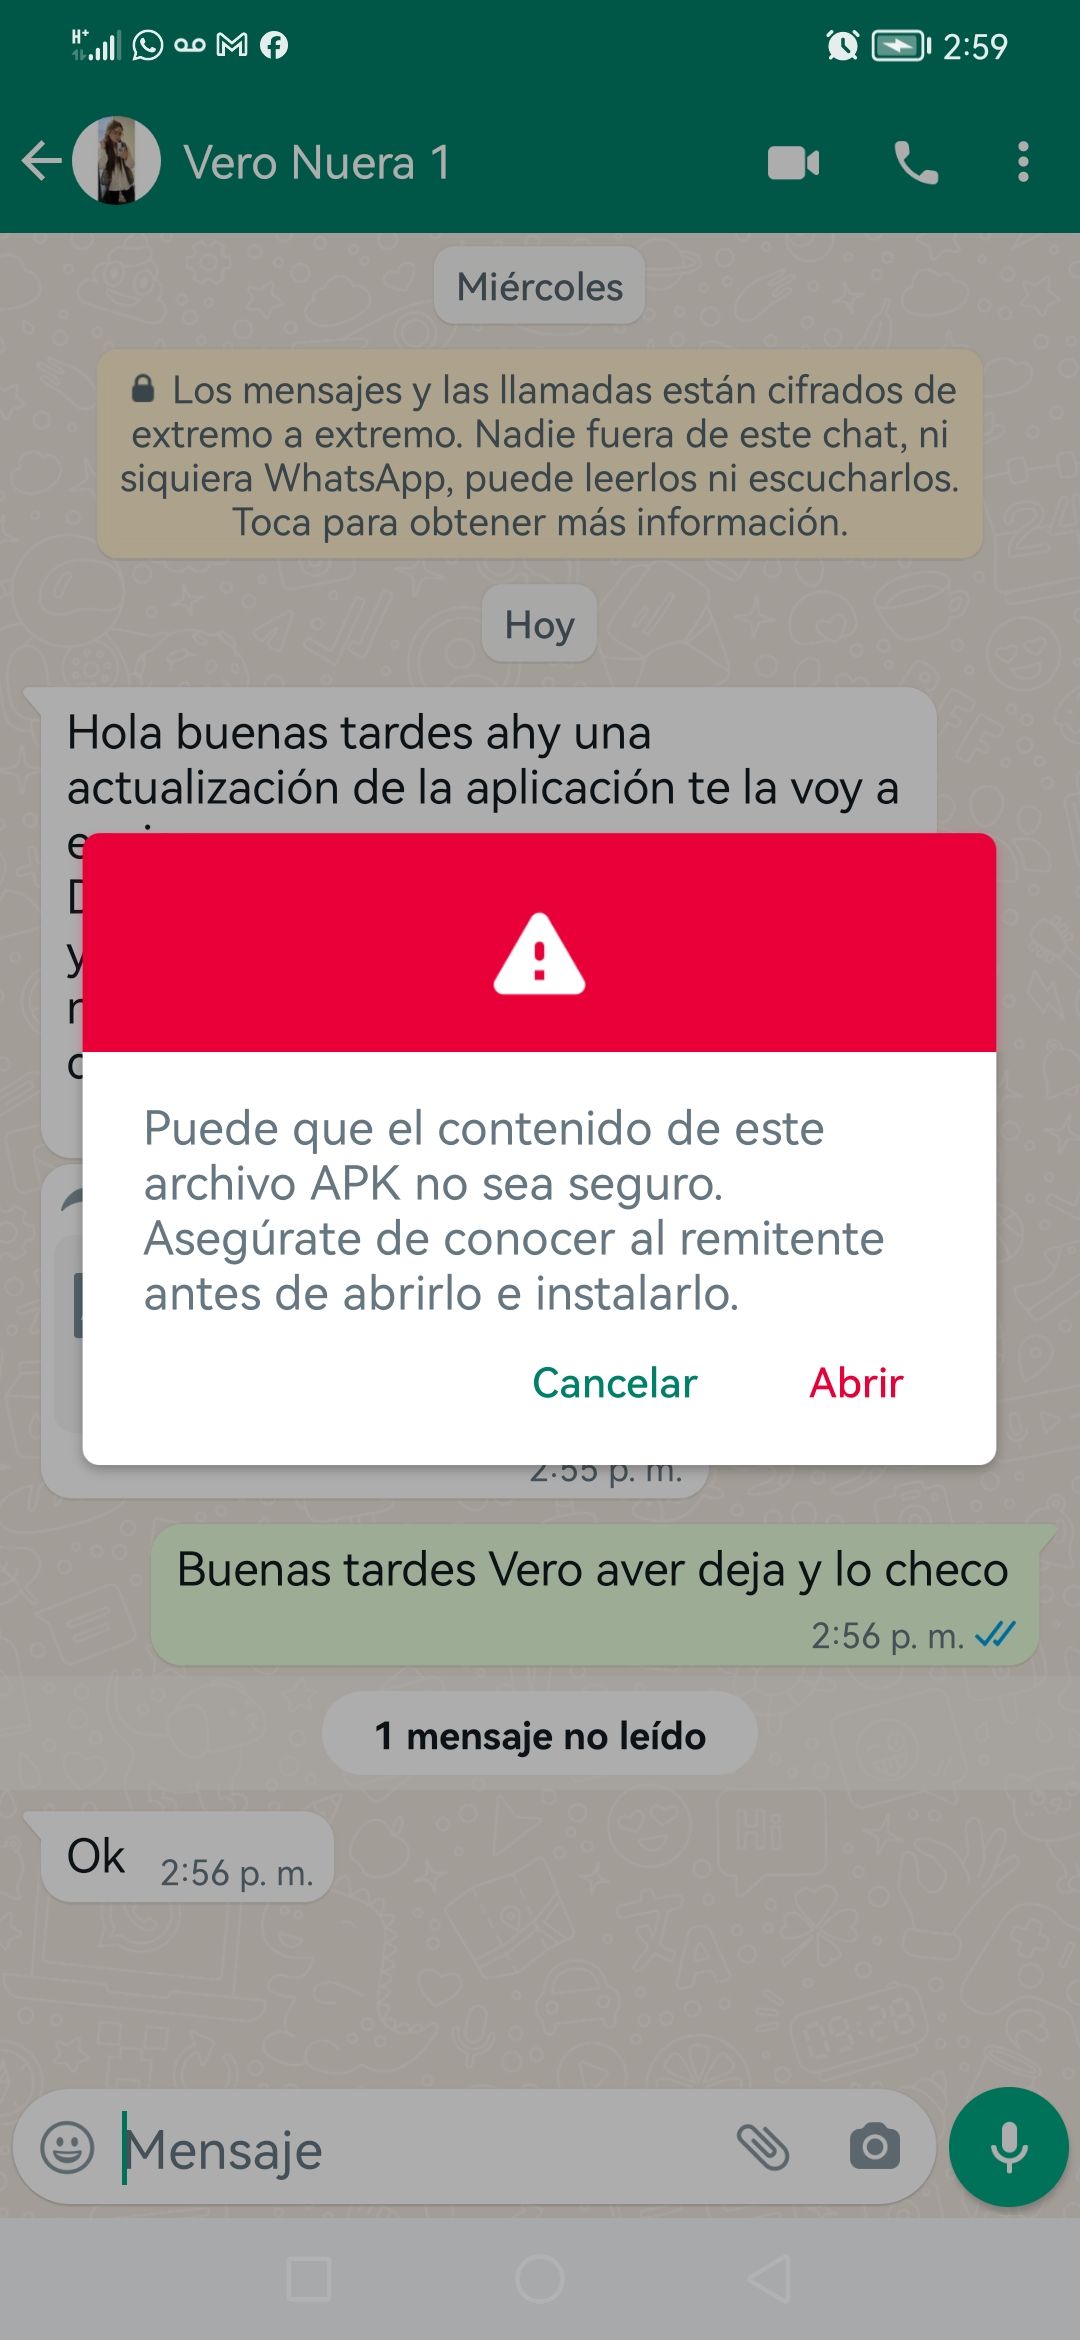 H+
2:59
Vero Nuera 1
Miércoles
Los mensajes y las llamadas están cifrados de
extremo a extremo. Nadie fuera de este chat, ni
siquiera WhatsApp, puede leerlos ni escucharlos.
Toca para obtener más información.
Hoy
Hola buenas tardes ahy una
actualización de la aplicación te la voy a
Puede que el contenido de este
archivo APK no sea seguro.
Asegúrate de conocer al remitente
antes de abrirlo e instalarlo.
Cancelar Abrir
2:55 p. m.
Buenas tardes Vero aver deja y lo checo
2:56 p. m.
1 mensaje no leído
Ok 2:56 p. m.
Mensaje